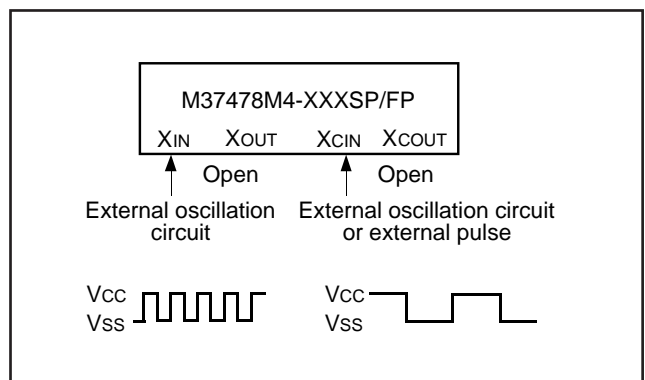 M37478M4-XXXSP/FP
XIN XOUT XCIN XCOUT
Open Open
External oscillation circuit
External oscillation circuit or external pulse
VCC VCC
VSS VSS